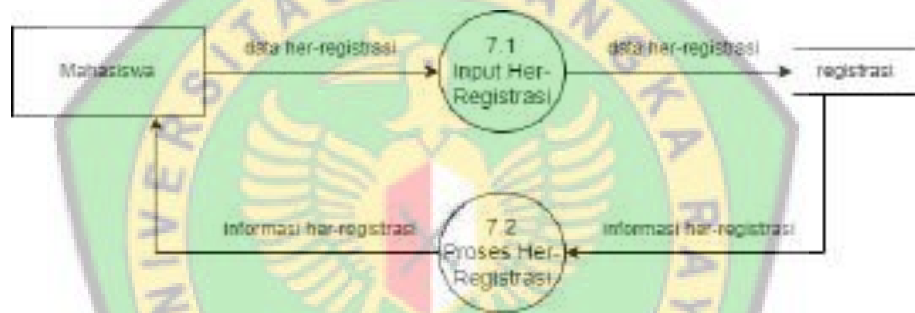 Mahasiswa
data her-registrasi
7.1
Input Her-
Registrasi
data her-registrasi
registrasi
informasi her-registrasi
7.2
Proses Her-
Registrasi
informasi her-registrasi